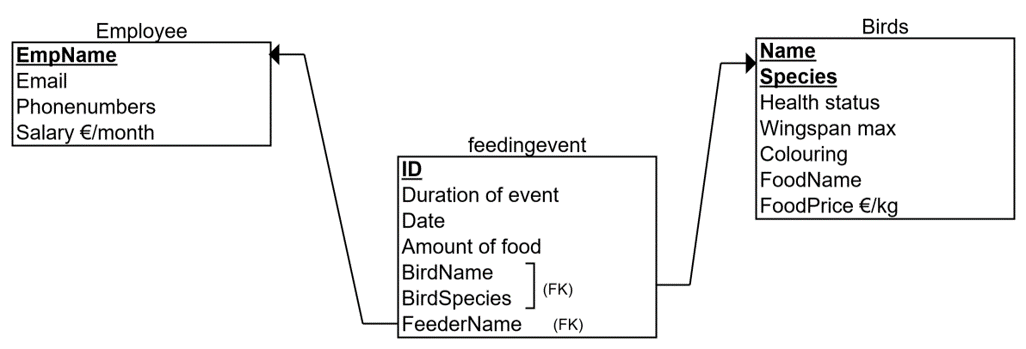 Employee
EmpName
Email
Phonenumbers
Salary €/month
feedingevent
ID
Duration of event
Date
Amount of food
BirdName
BirdSpecies
(FK)
FeederName (FK)
Birds
Name
Species
Health status
Wingspan max
Colouring
FoodName
FoodPrice €/kg